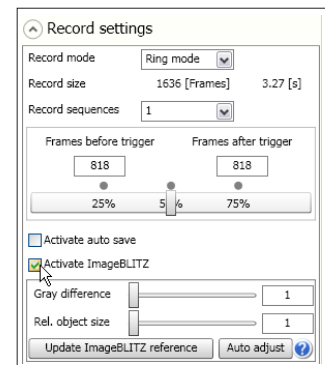 Record settings
Record mode Ring mode
Record size 1636 [Frames] 3.27 [s]
Record sequences 1
Frames before trigger Frames after trigger
818 818
25% 5 % 75%
Activate auto save
Activate ImageBLITZ
Gray difference 1
Rel. object size 1
Update ImageBLITZ reference Auto adjust ?